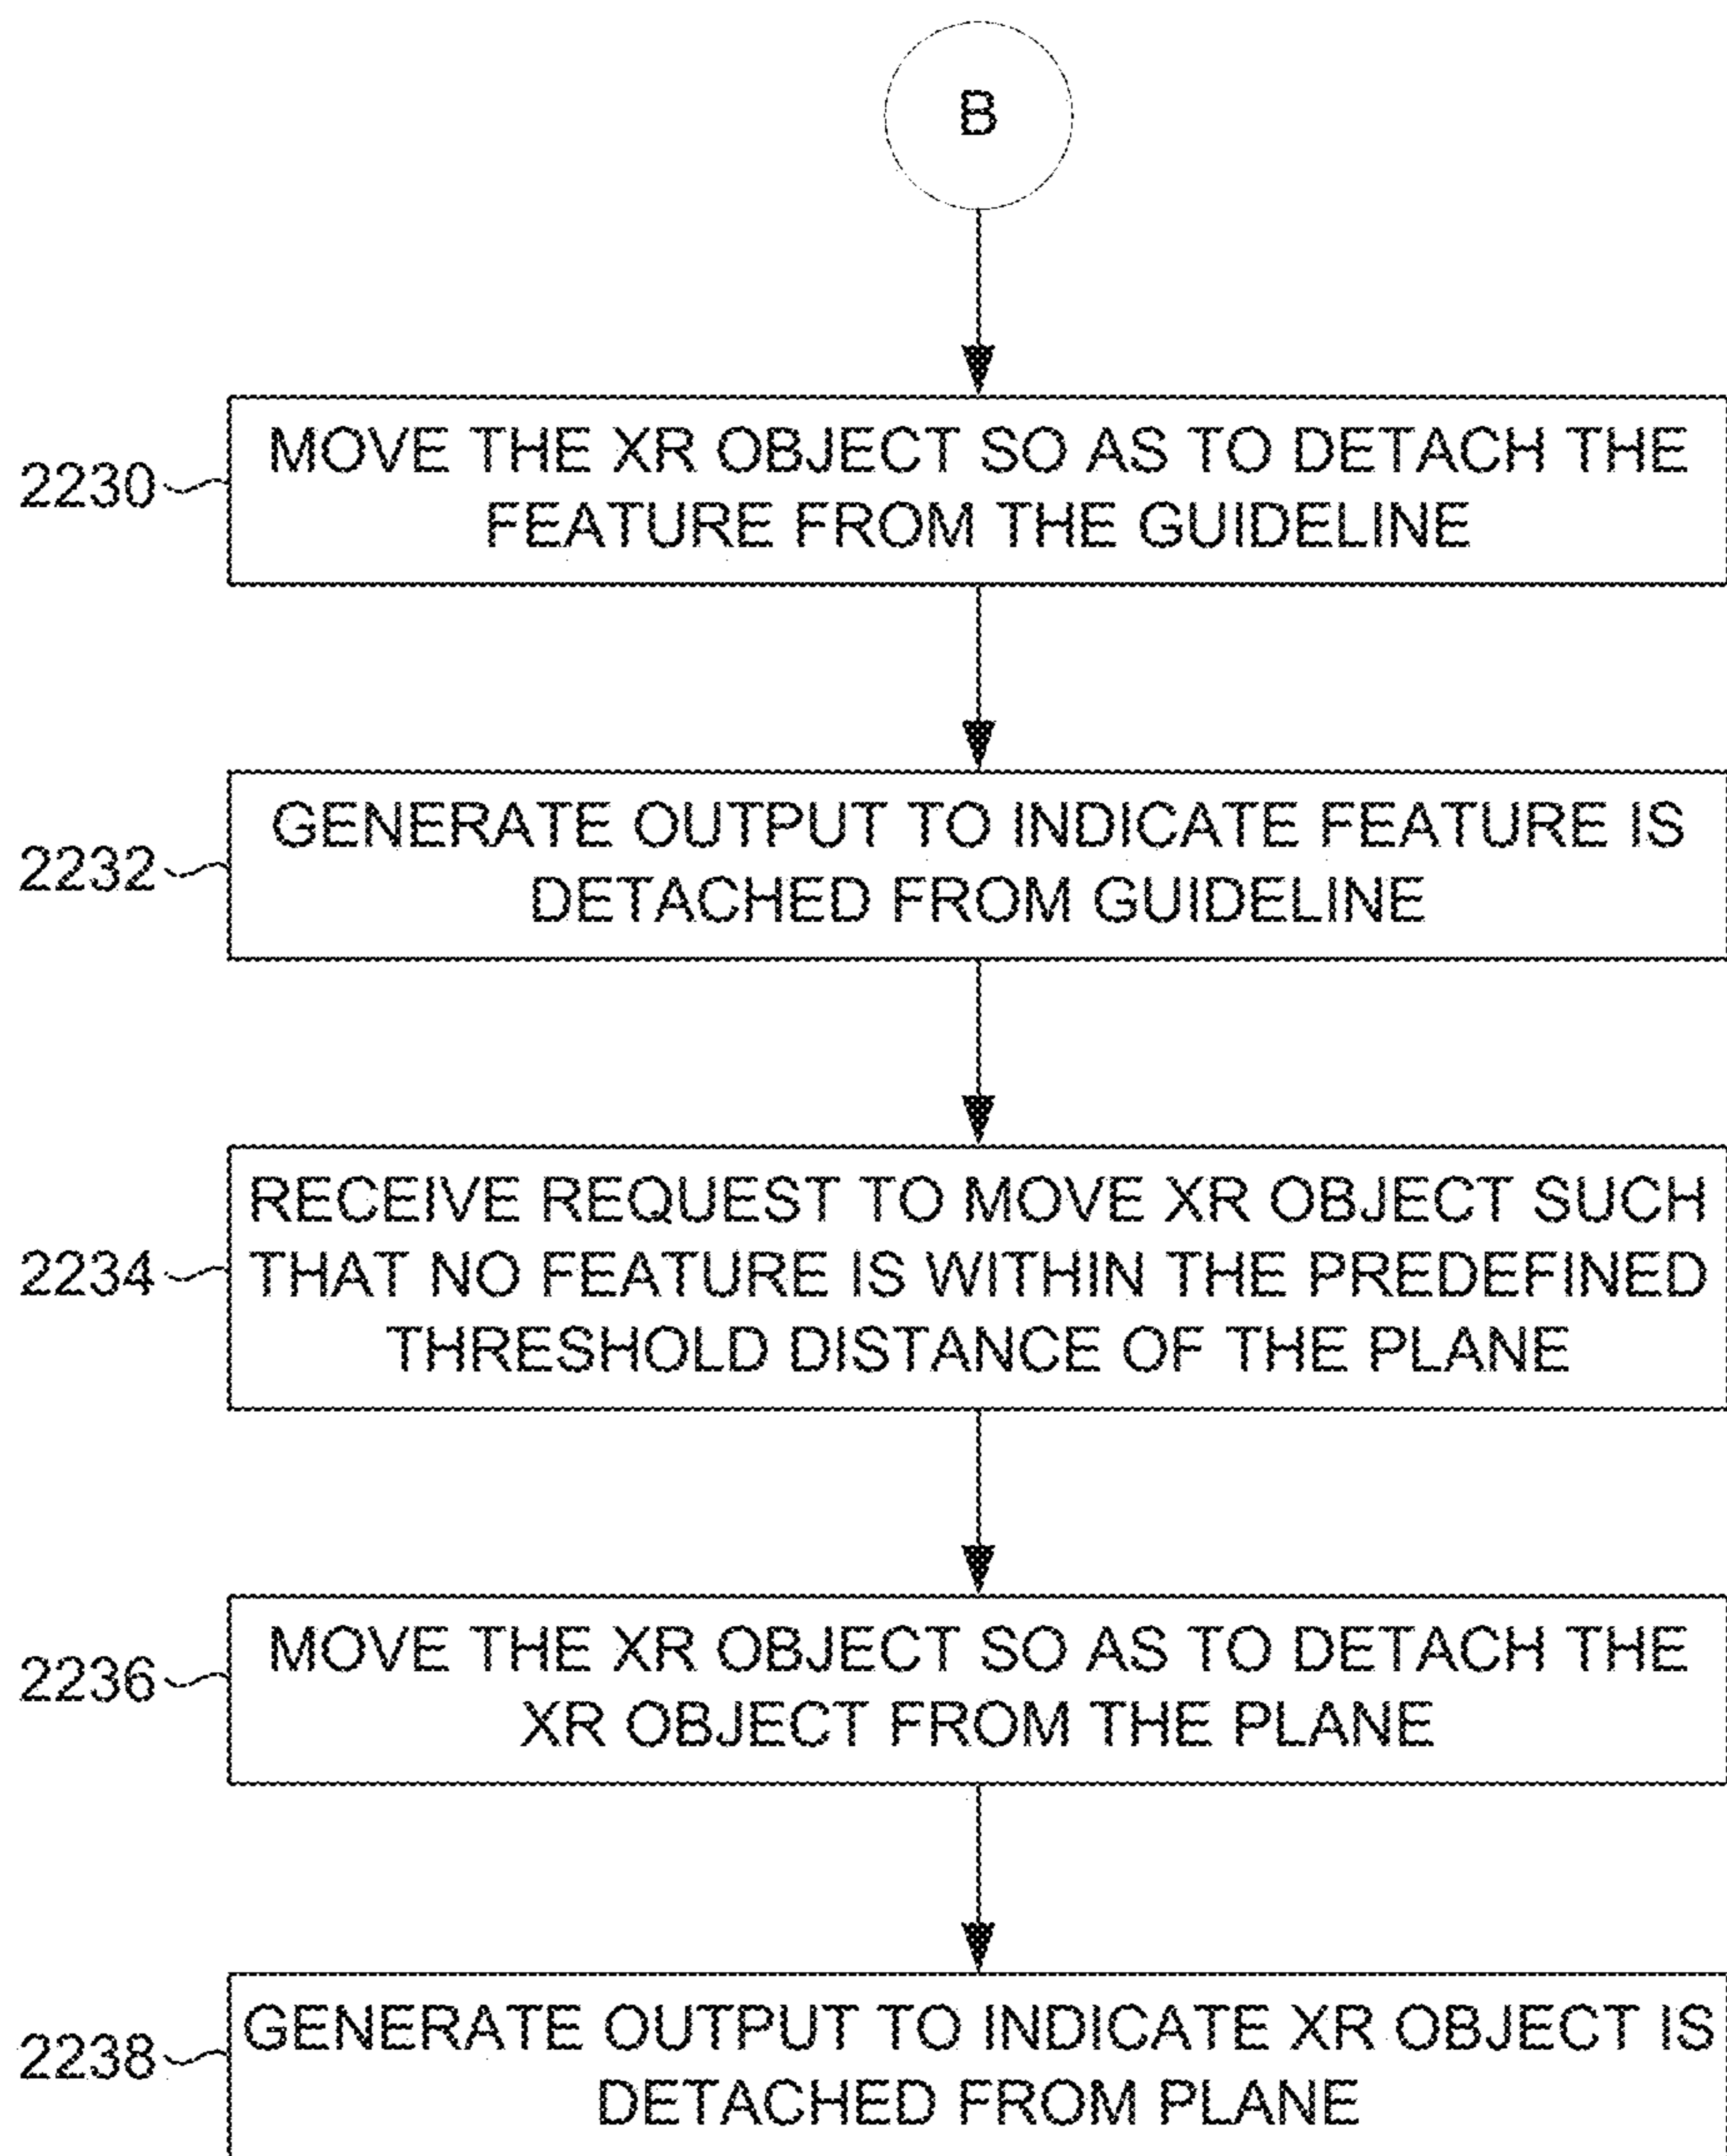 B
2230
MOVE THE XR OBJECT SO AS TO DETACH THE
FEATURE FROM THE GUIDELINE
2232
GENERATE OUTPUT TO INDICATE FEATURE IS
DETACHED FROM GUIDELINE
2234
RECEIVE REQUEST TO MOVE XR OBJECT SUCH
THAT NO FEATURE IS WITHIN THE PREDEFINED
THRESHOLD DISTANCE OF THE PLANE
2236
MOVE THE XR OBJECT SO AS TO DETACH THE
XR OBJECT FROM THE PLANE
2238
GENERATE OUTPUT TO INDICATE XR OBJECT IS
DETACHED FROM PLANE